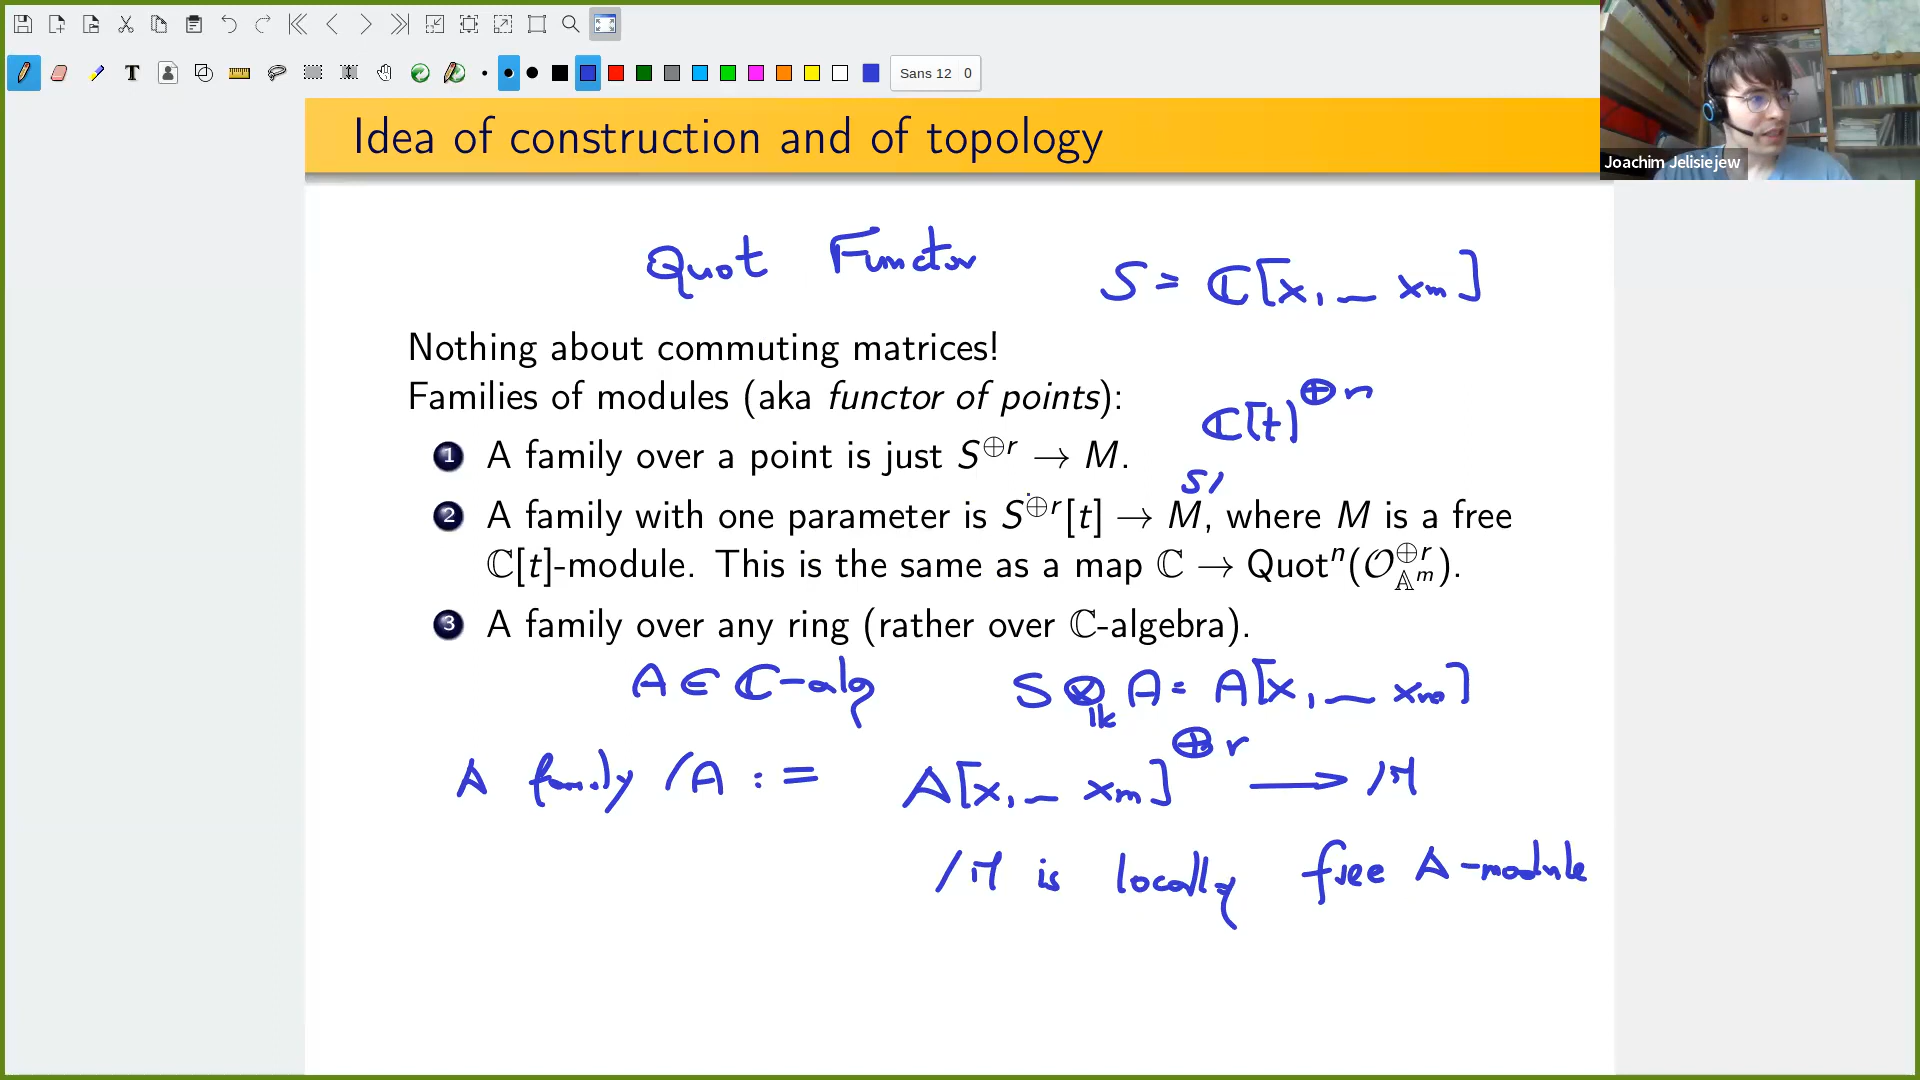 T
Sans 12 0
Joachim Jelisiejew
Idea of construction and of topology
Quot Functor
S = ℂ[x₁ _ xₘ]
Nothing about commuting matrices!
Families of modules (aka functor of points):
ℂ[t]^⊕n
1 A family over a point is just S^⊕r → M.
S/
2 A family with one parameter is S^⊕r[t] → M, where M is a free
ℂ[t]-module. This is the same as a map ℂ → Quotⁿ(𝒪_{𝔸^m}^{⊕r}).
3 A family over any ring (rather over ℂ-algebra).
A ∈ ℂ-alg S ⊗_𝕜 A = A[x₁ _ xₘ]
A family / A := A[x₁ _ xₘ]^⊕r → M
M is locally free A-module